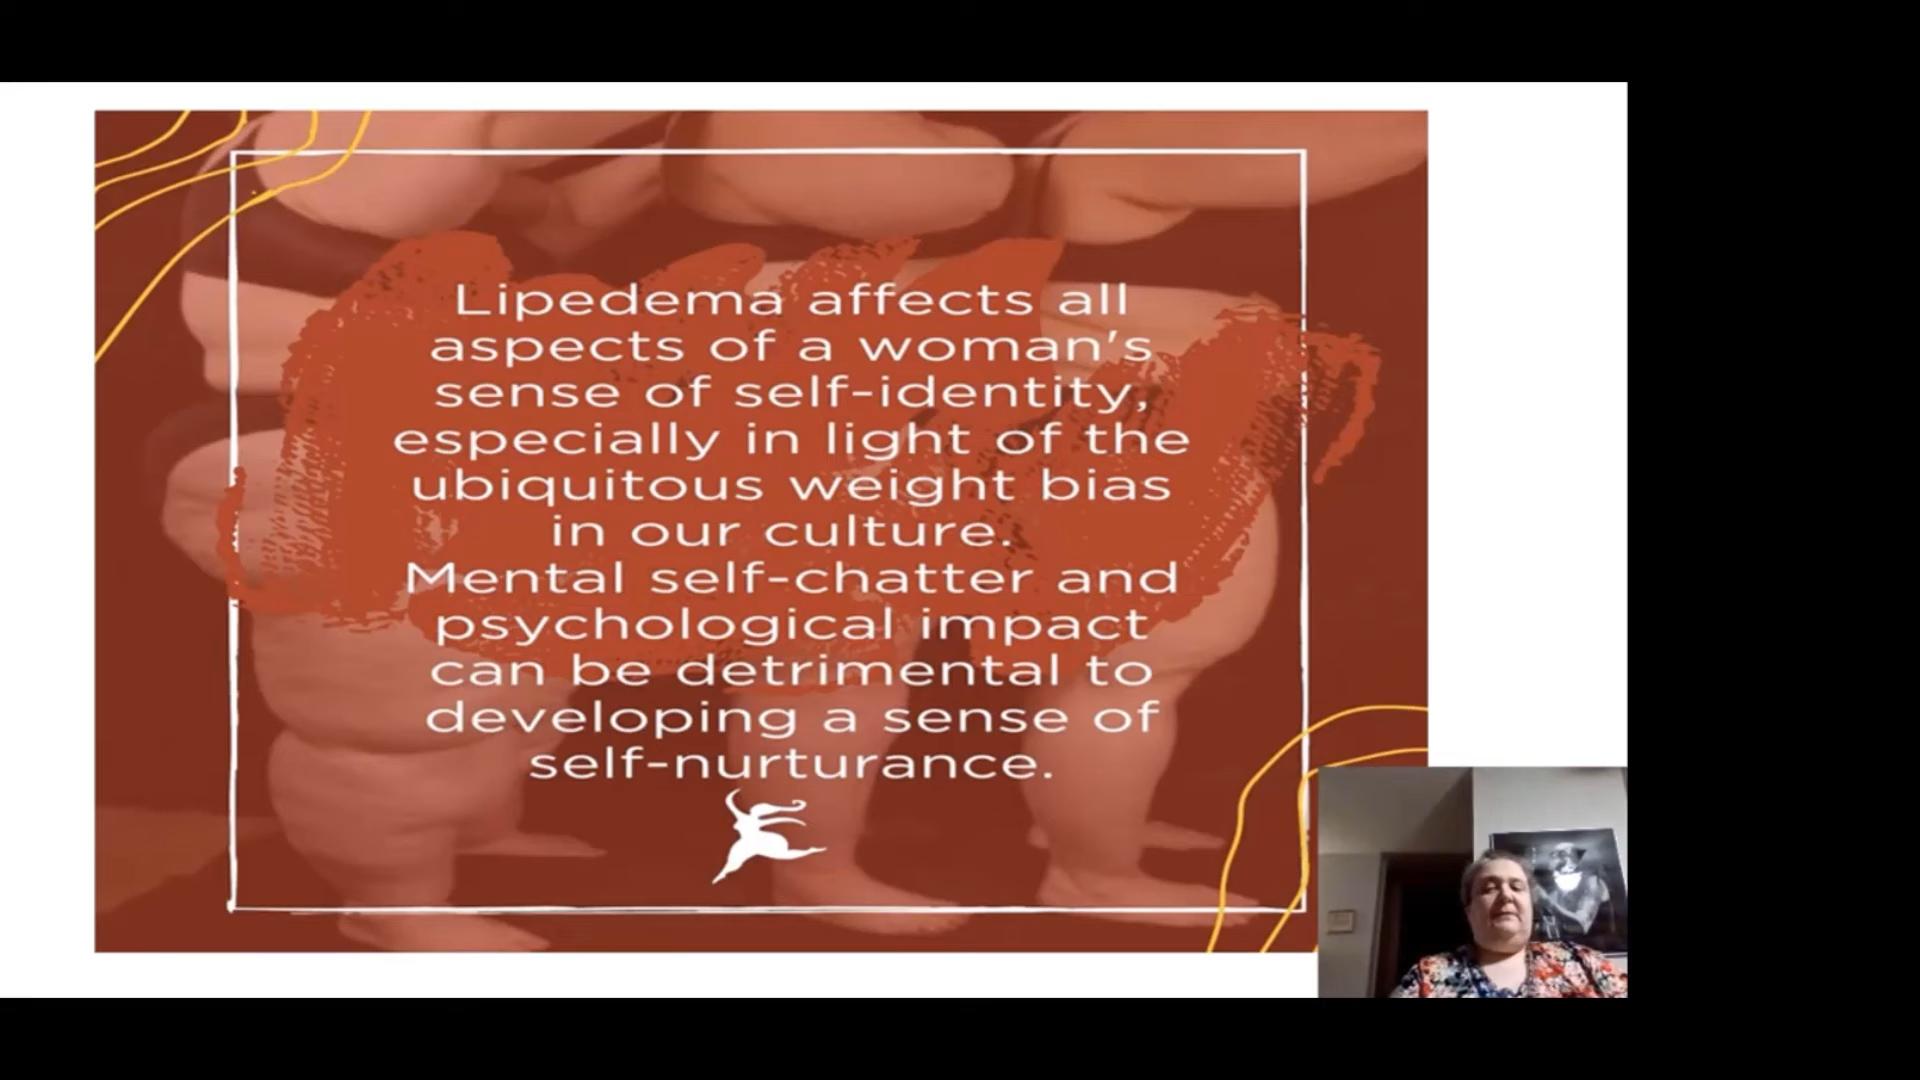 Lipedema affects all
aspects of a woman's
sense of self-identity,
especially in light of the
ubiquitous weight bias
in our culture.
Mental self-chatter and
psychological impact
can be detrimental to
developing a sense of
self-nurturance.